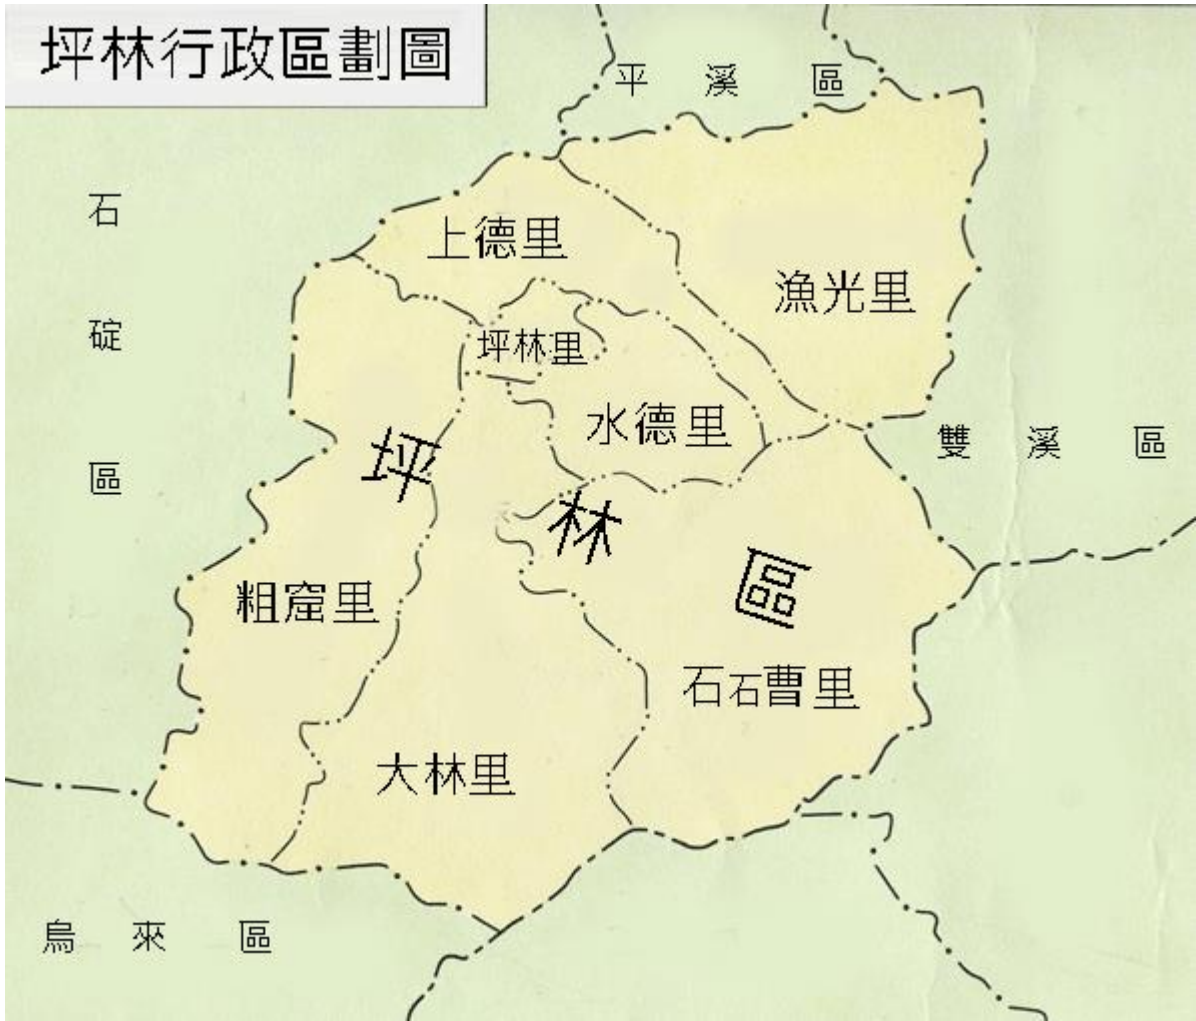 坪林行政區劃圖
平溪區
石碇區
上德里
漁光里
坪林里
水德里
雙溪區
坪林區
粗窟里
石石曹里
大林里
烏來區